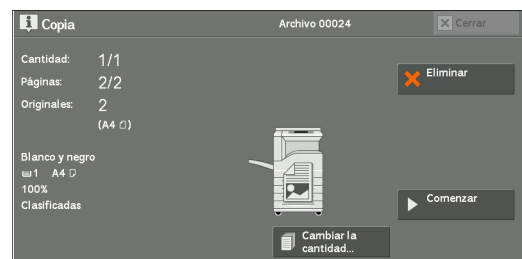 Copia
Archivo 00024
Cerrar
Cantidad: 1/1
Páginas: 2/2
Originales: 2
(A4)
Eliminar
Blanco y negro
1 A4
100%
Clasificadas
Comenzar
Cambiar la
cantidad...